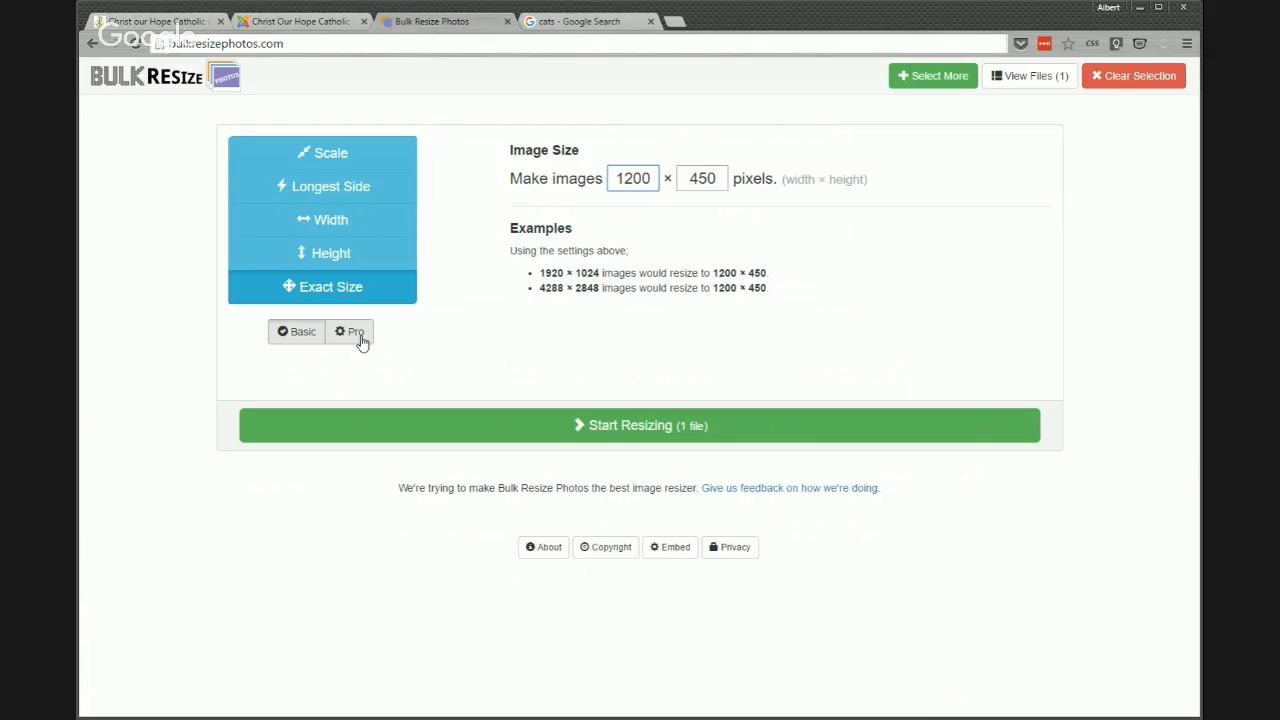 Albert
Christ our Hope Catholic
Christ Our Hope Catholic
Bulk Resize Photos
cats - Google Search
Google
bulkresizephotos.com
CSS
BULK RESIZE PHOTOS
Select More
View Files (1)
Clear Selection
Scale
Longest Side
Width
Height
Exact Size
Basic
Pro
Image Size
Make images 1200 × 450 pixels. (width × height)
Examples
Using the settings above;
• 1920 × 1024 images would resize to 1200 × 450.
• 4288 × 2848 images would resize to 1200 × 450.
Start Resizing (1 file)
We're trying to make Bulk Resize Photos the best image resizer. Give us feedback on how we're doing.
About
Copyright
Embed
Privacy